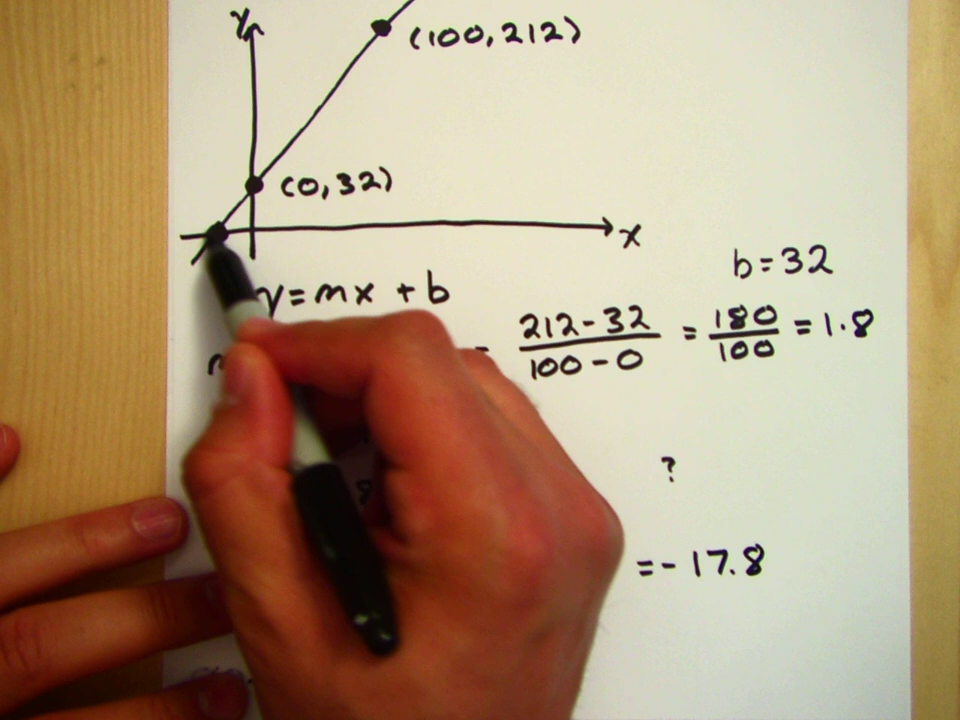 y
(100,212)
(0,32)
x
b=32
y=mx+b
212-32/100-0 = 180/100 = 1.8
?
=-17.8